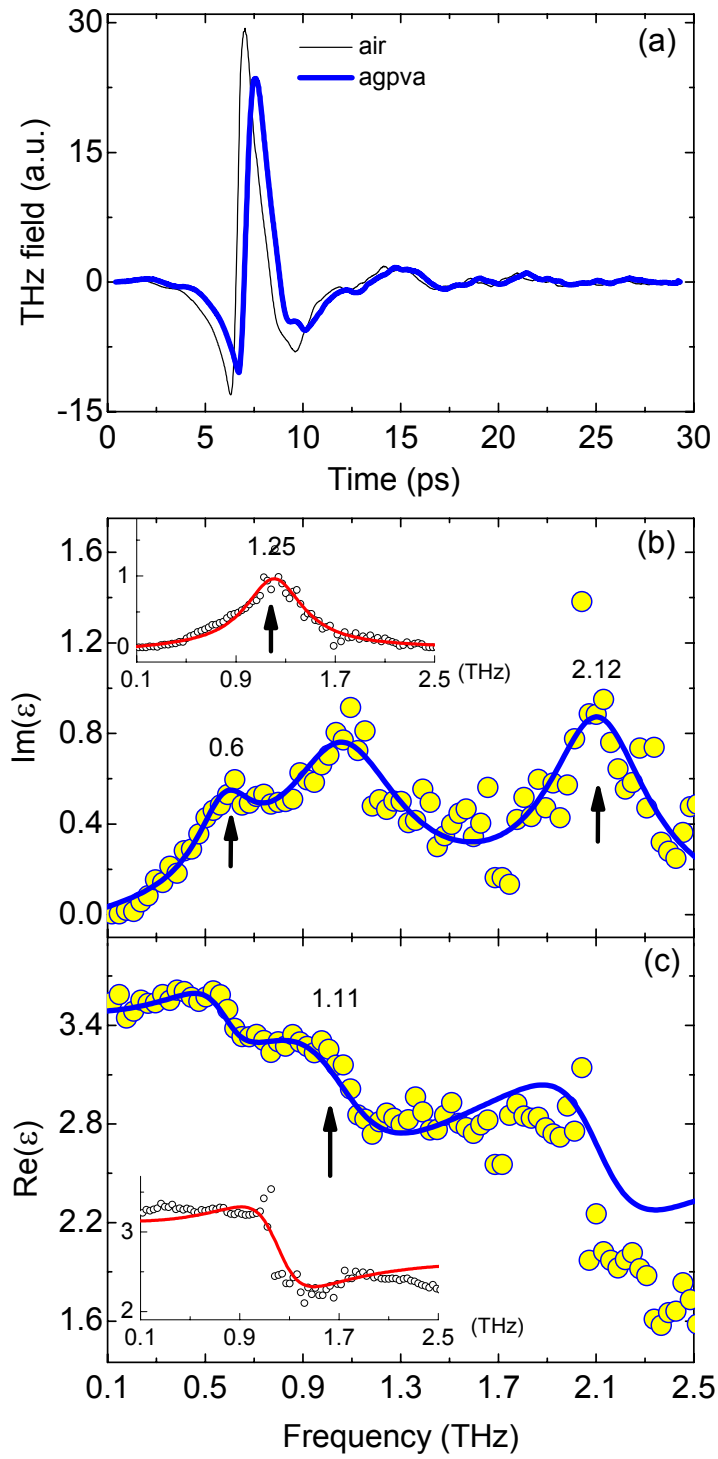 (a)
air
agpva
30
15
0
-15
THz field (a.u.)
0 5 10 15 20 25 30
Time (ps)
(b)
1.6
1.2
0.8
0.4
0.0
Im(ε)
1.25
1
0
0.1 0.9 1.7 2.5 (THz)
0.6
2.12
(c)
3.4
2.8
2.2
1.6
Re(ε)
1.11
3
2
0.1 0.9 1.7 2.5 (THz)
0.1 0.5 0.9 1.3 1.7 2.1 2.5
Frequency (THz)